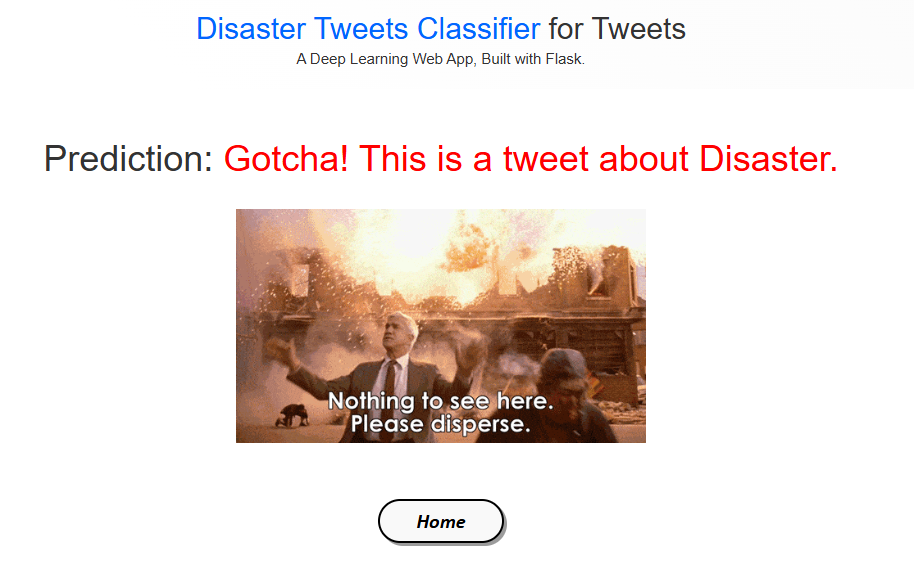 Disaster Tweets Classifier for Tweets
A Deep Learning Web App, Built with Flask.
Prediction: Gotcha! This is a tweet about Disaster.
Nothing to see here.
Please disperse.
Home